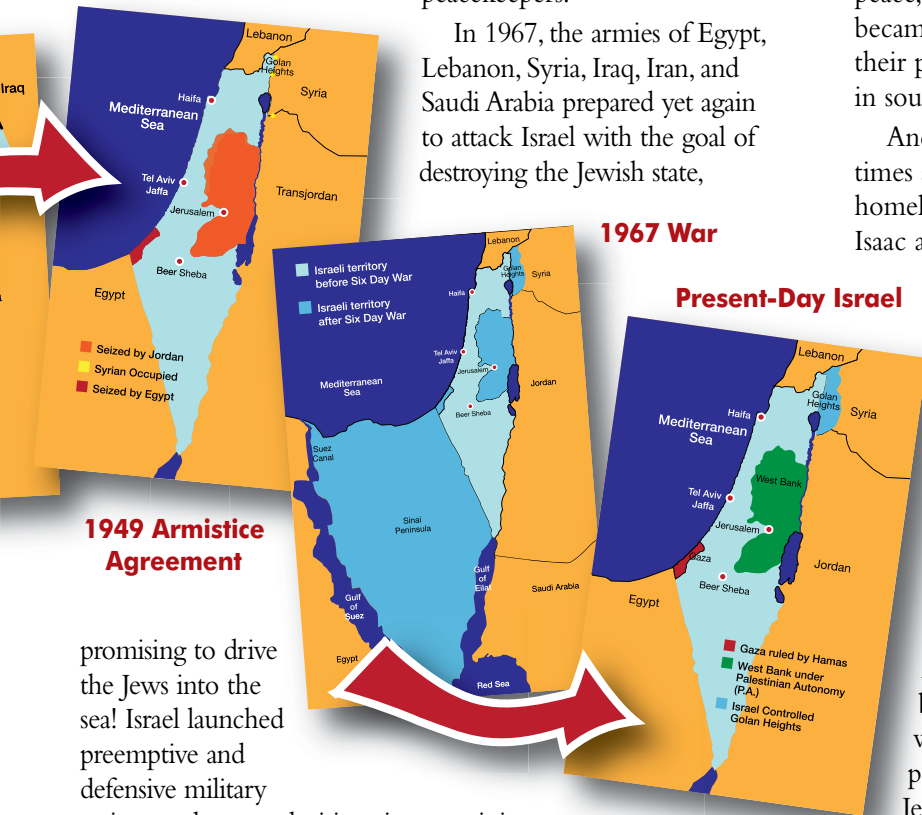 peacekeepers.
In 1967, the armies of Egypt,
Lebanon, Syria, Iraq, Iran, and
Saudi Arabia prepared yet again
to attack Israel with the goal of
destroying the Jewish state,
peace,
becam
their p
in sou
And
times
homel
Isaac a
Iraq
Lebanon
Golan
Heights
Syria
Haifa
Mediterranean
Sea
Tel Aviv
Jaffa
Transjordan
Jerusalem
Beer Sheba
Egypt
Seized by Jordan
Syrian Occupied
Seized by Egypt
1949 Armistice
Agreement
1967 War
Israeli territory
before Six Day War
Israeli territory
after Six Day War
Lebanon
Golan
Heights
Syria
Haifa
Tel Aviv
Jaffa
Jerusalem
Mediterranean
Sea
Jordan
Beer Sheba
Suez
Canal
Sinai
Peninsula
Gulf
of
Eilat
Saudi Arabia
Gulf
of
Suez
Egypt
Red Sea
Present-Day Israel
Lebanon
Golan
Heights
Syria
Haifa
Mediterranean
Sea
West Bank
Tel Aviv
Jaffa
Jerusalem
Gaza
Jordan
Beer Sheba
Egypt
Gaza ruled by Hamas
West Bank under
Palestinian Autonomy
(P.A.)
Israel Controlled
Golan Heights
promising to drive
the Jews into the
sea! Israel launched
preemptive and
defensive military